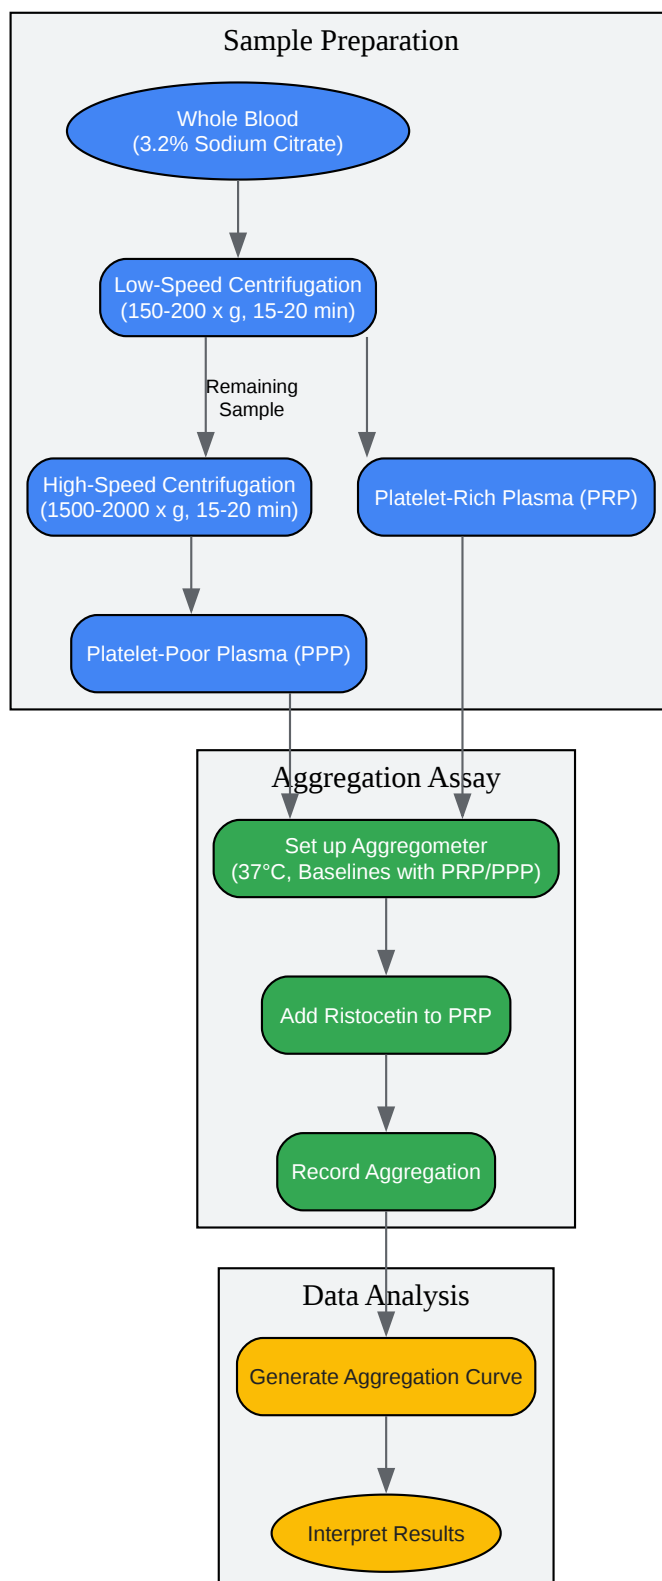 Sample Preparation
Whole Blood
(3.2% Sodium Citrate)
Low-Speed Centrifugation
(150-200 x g, 15-20 min)
Remaining
Sample
High-Speed Centrifugation
(1500-2000 x g, 15-20 min)
Platelet-Rich Plasma (PRP)
Platelet-Poor Plasma (PPP)
Aggregation Assay
Set up Aggregometer
(37°C, Baselines with PRP/PPP)
Add Ristocetin to PRP
Record Aggregation
Data Analysis
Generate Aggregation Curve
Interpret Results